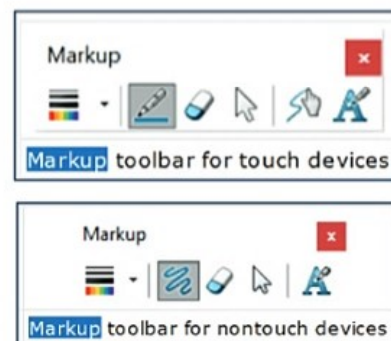 Markup
x
A
Markup toolbar for touch devices
Markup
x
A
Markup toolbar for nontouch devices